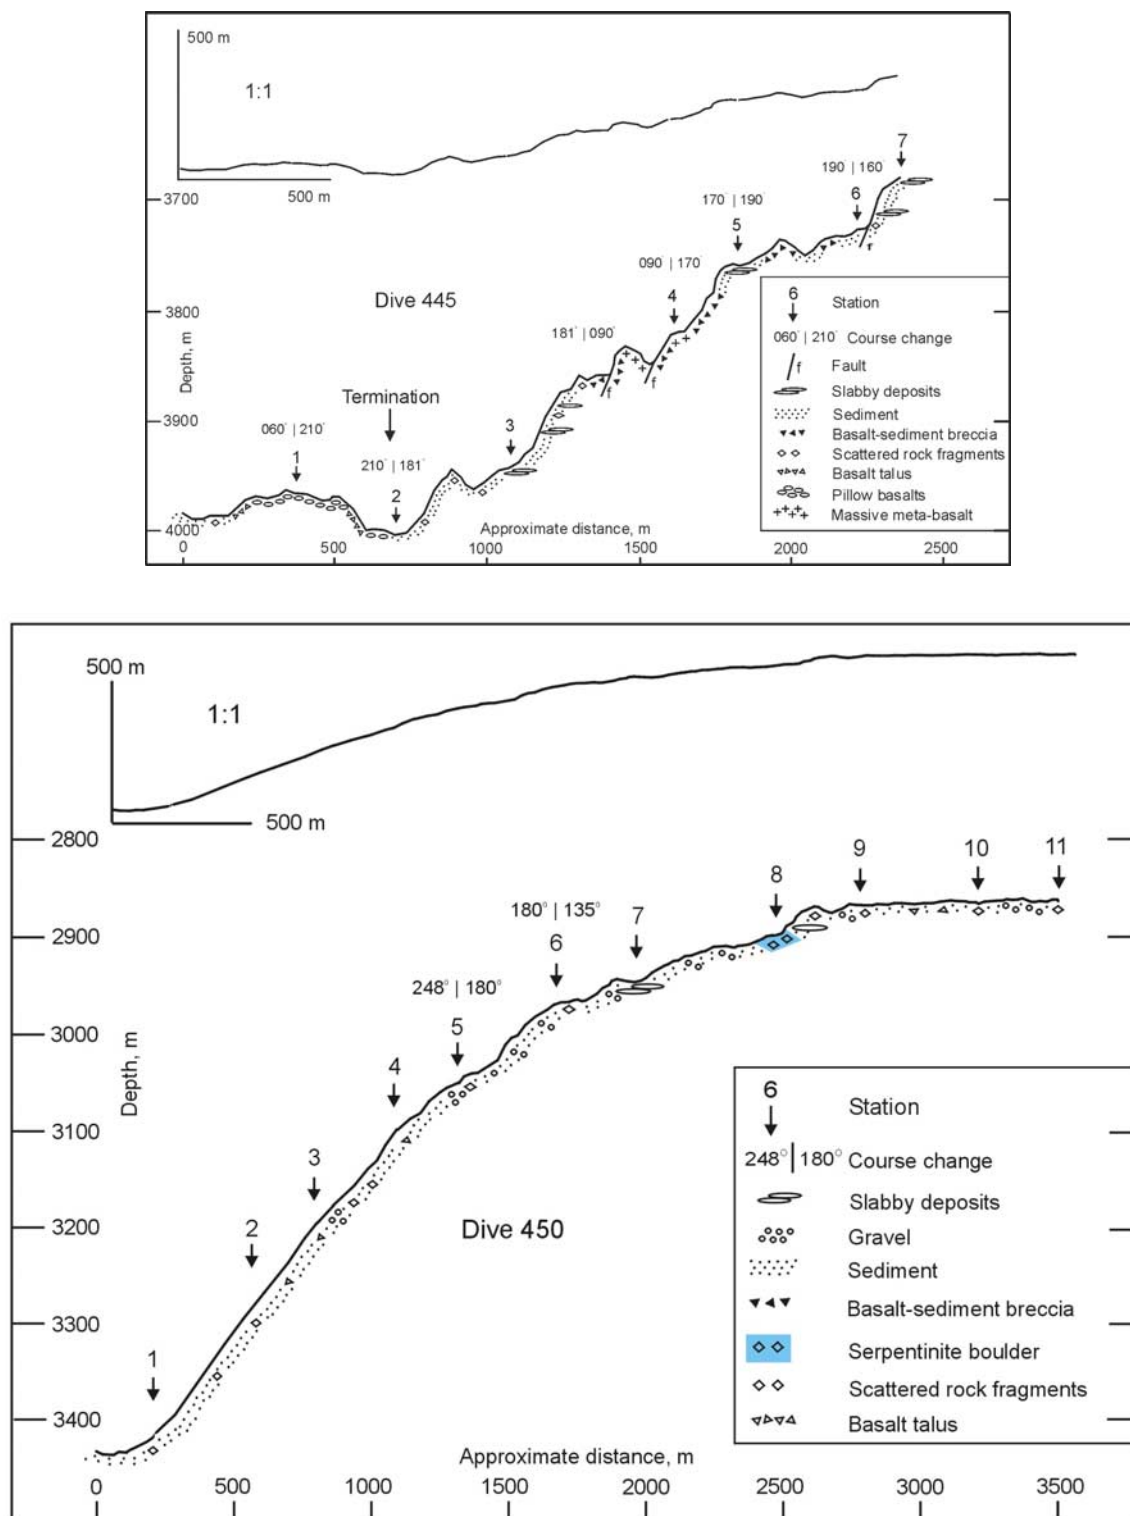 500 m
1:1
500 m
7
190° | 160°
3700
6
170° | 190°
5
f
090° | 170°
4
Dive 445
3800
181° | 090°
Depth, m
f
f
Termination
3900
060° | 210°
1
3
210° | 181°
2
4000
Approximate distance, m
0
500
1000
1500
2000
2500
6
Station
060° | 210° Course change
f Fault
Slabby deposits
Sediment
Basalt-sediment breccia
Scattered rock fragments
Basalt talus
Pillow basalts
Massive meta-basalt
500 m
1:1
500 m
2800
9
10
11
8
180° | 135°
7
2900
6
248° | 180°
5
3000
4
Depth, m
3100
3
3200
2
Dive 450
3300
1
3400
Approximate distance, m
0
500
1000
1500
2000
2500
3000
3500
6
Station
248° | 180° Course change
Slabby deposits
Gravel
Sediment
Basalt-sediment breccia
Serpentinite boulder
Scattered rock fragments
Basalt talus